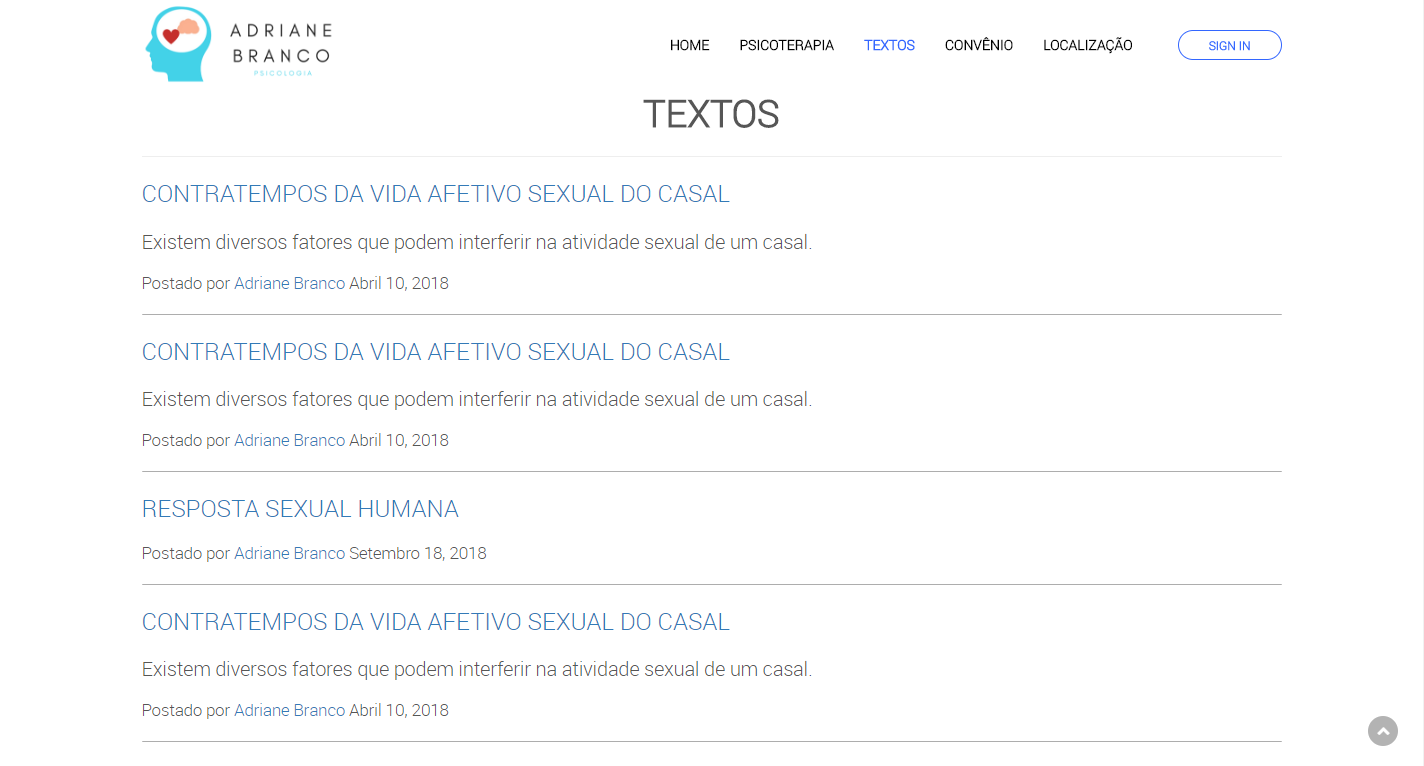 ADRIANE
BRANCO
PSICOLOGIA
HOME PSICOTERAPIA TEXTOS CONVÊNIO LOCALIZAÇÃO SIGN IN
TEXTOS
CONTRATEMPOS DA VIDA AFETIVO SEXUAL DO CASAL
Existem diversos fatores que podem interferir na atividade sexual de um casal.
Postado por Adriane Branco Abril 10, 2018
CONTRATEMPOS DA VIDA AFETIVO SEXUAL DO CASAL
Existem diversos fatores que podem interferir na atividade sexual de um casal.
Postado por Adriane Branco Abril 10, 2018
RESPOSTA SEXUAL HUMANA
Postado por Adriane Branco Setembro 18, 2018
CONTRATEMPOS DA VIDA AFETIVO SEXUAL DO CASAL
Existem diversos fatores que podem interferir na atividade sexual de um casal.
Postado por Adriane Branco Abril 10, 2018